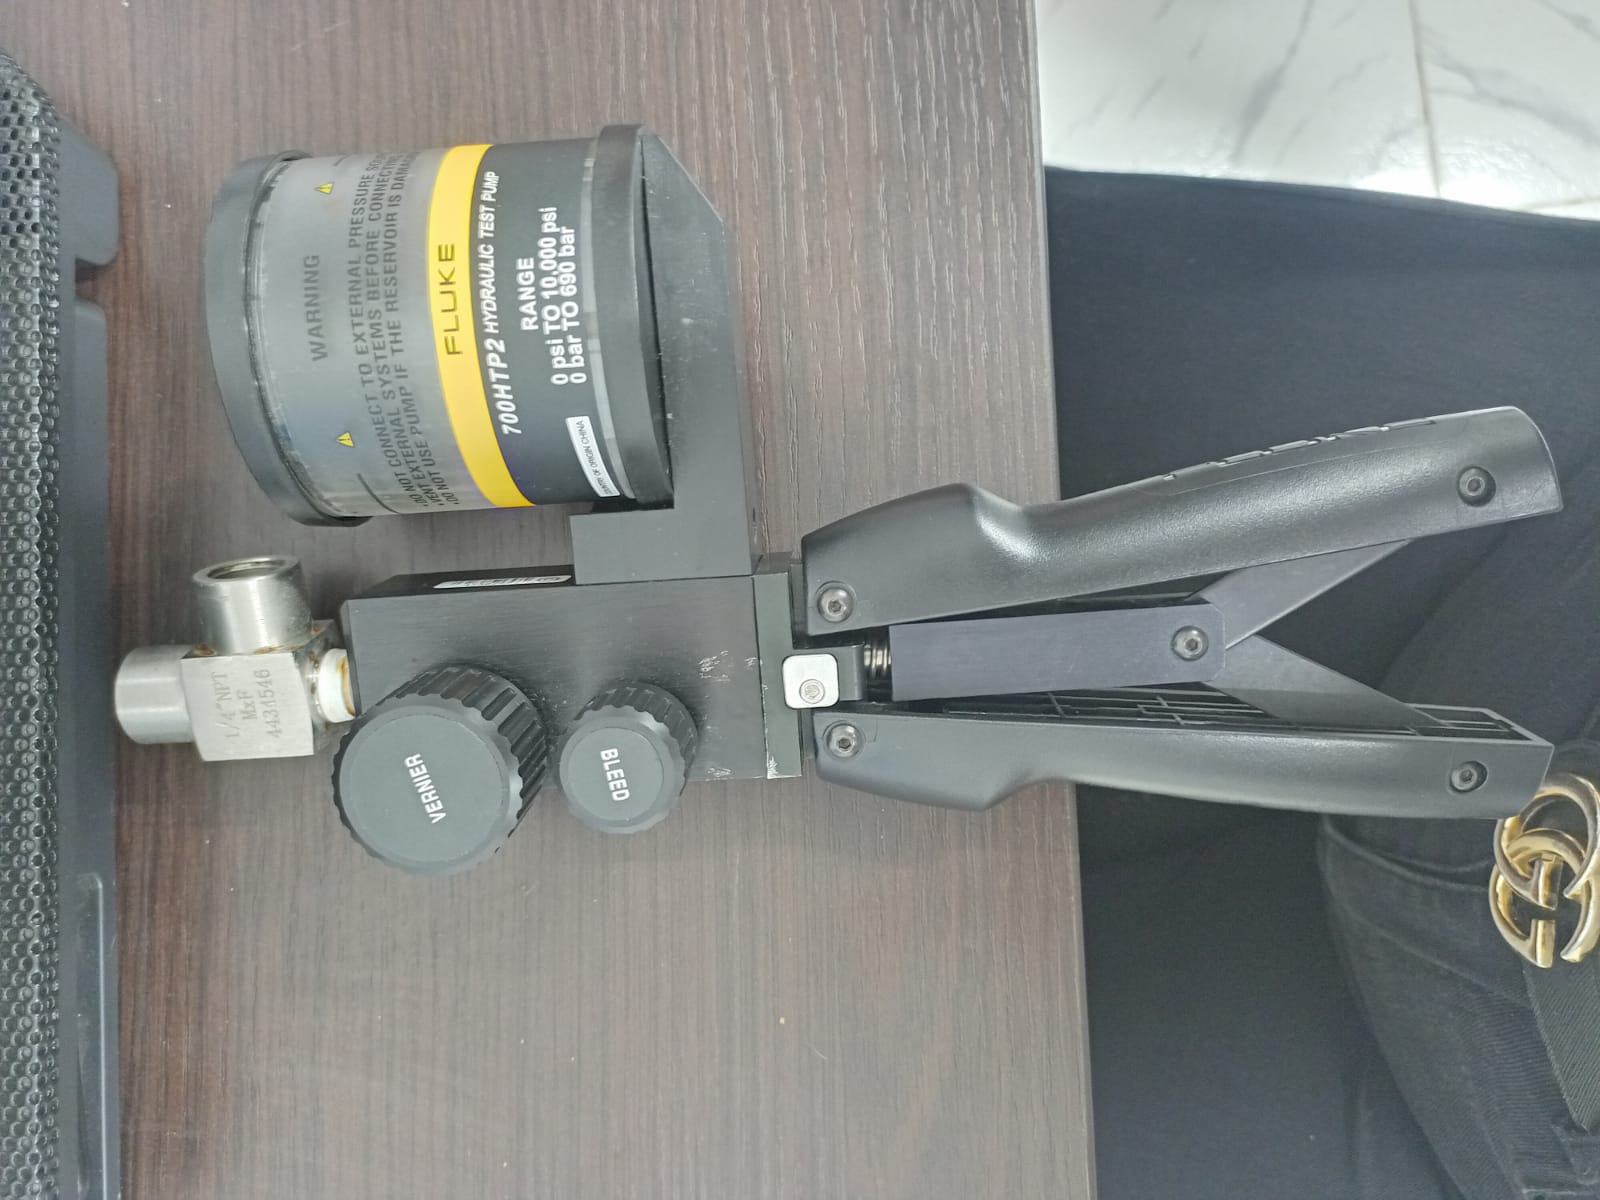 WARNING
NOT CONNECT TO EXTERNAL PRESSURE
EXTERNAL SYSTEMS BEFORE CONNECTING
DO NOT USE PUMP IF THE RESERVOIR IS
FLUKE
700HTP2 HYDRAULIC TEST PUMP
RANGE
0 psi TO 10,000 psi
0 bar TO 690 bar
COUNTRY OF ORIGIN CHINA
1/4"NPT
MxF
4431546
VERNIER
BLEED